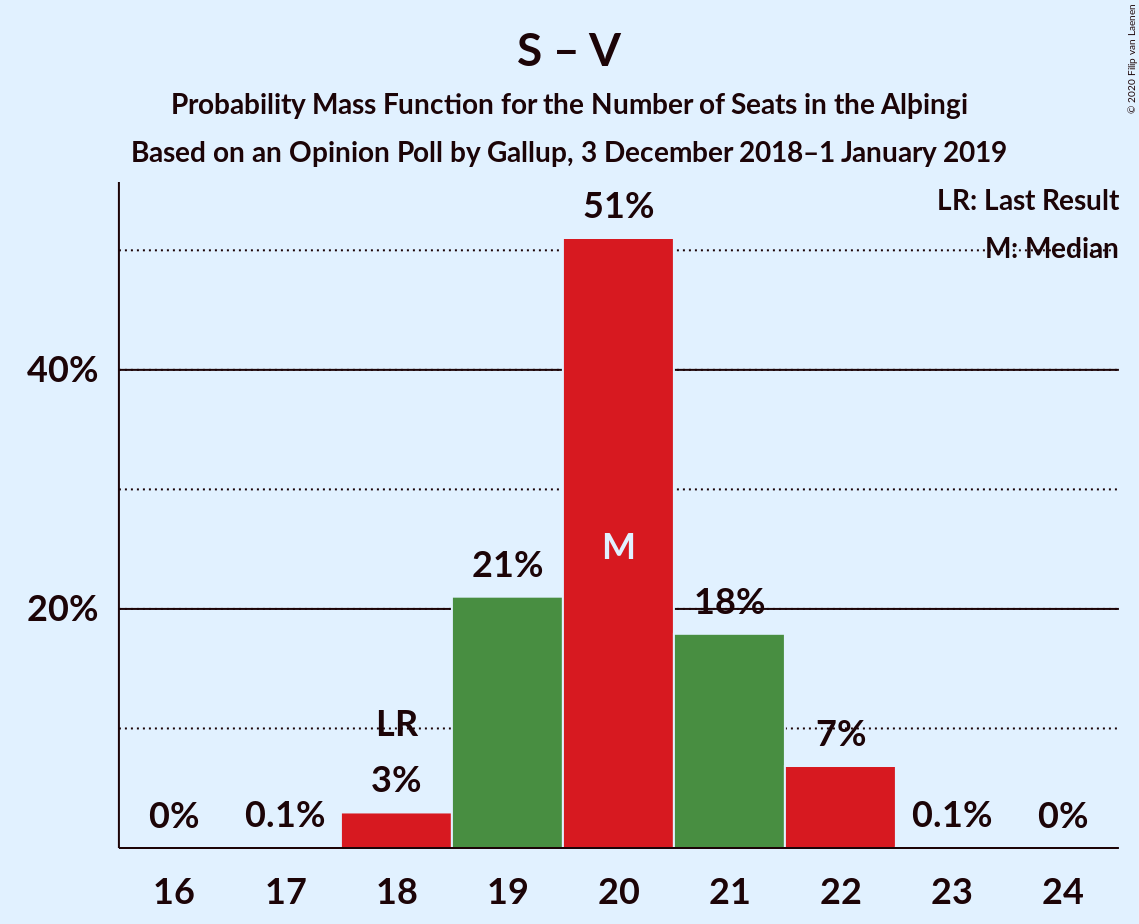 S – V
Probability Mass Function for the Number of Seats in the Alþingi
Based on an Opinion Poll by Gallup, 3 December 2018–1 January 2019
© 2020 Filip van Laenen
LR: Last Result
M: Median
51%
40%
M
21%
20%
18%
LR
7%
3%
0%
0.1%
0.1%
0%
16 17 18 19 20 21 22 23 24